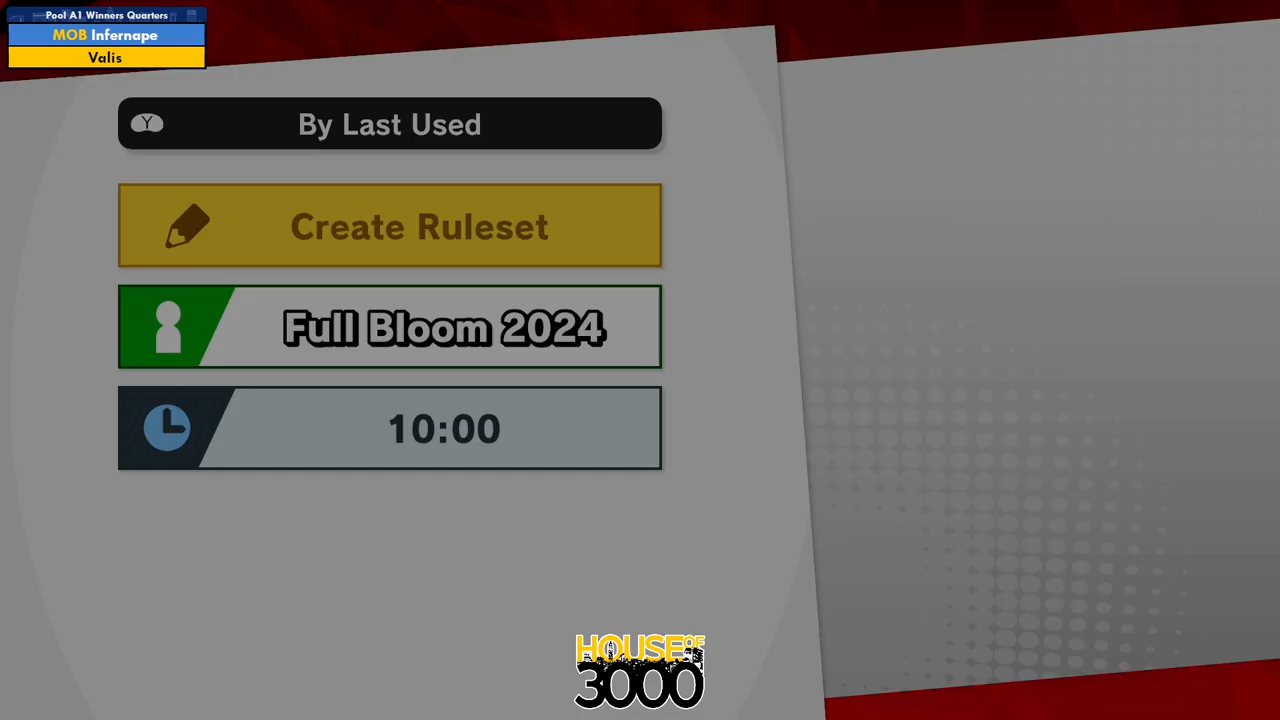 Pool A1 Winners Quarters
MOB Infernape
Valis
Y
By Last Used
Create Ruleset
Full Bloom 2024
10:00
HOUSE OF
3000